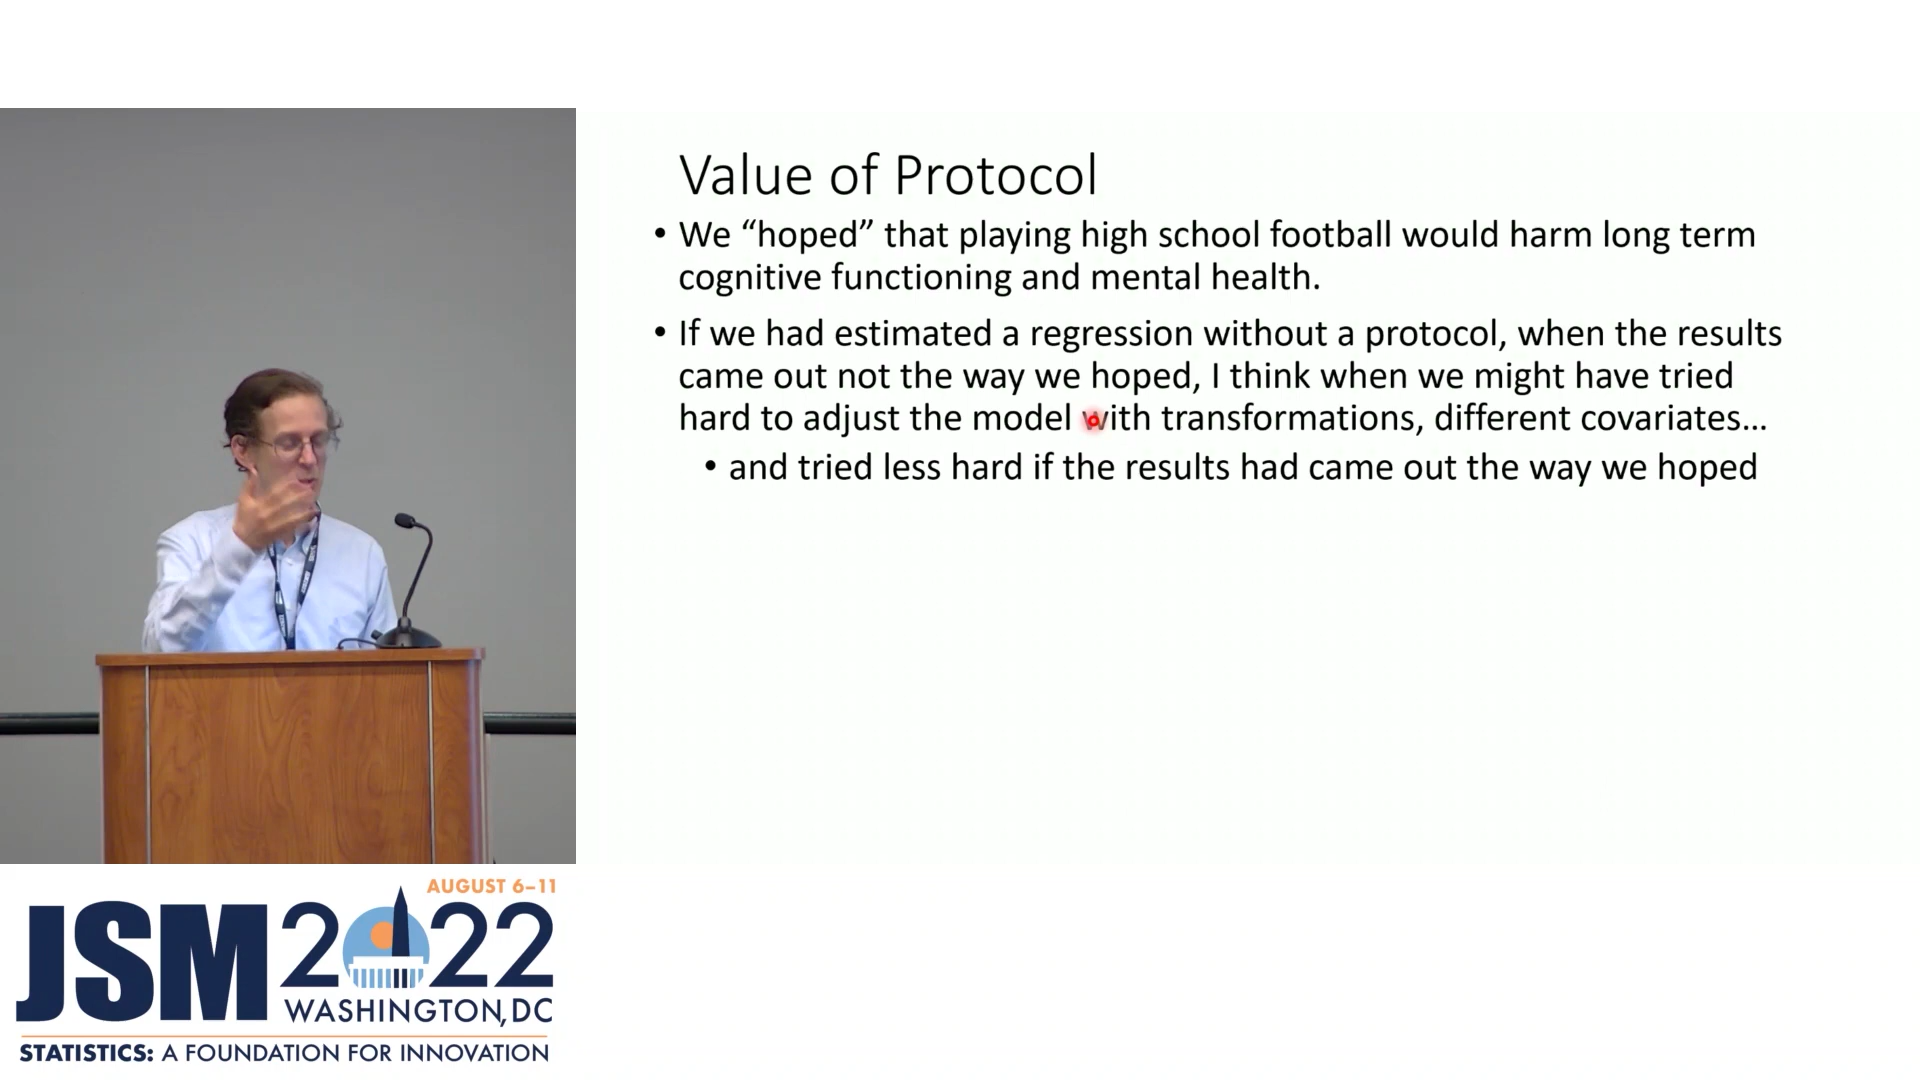 Value of Protocol
• We “hoped” that playing high school football would harm long term
cognitive functioning and mental health.
• If we had estimated a regression without a protocol, when the results
came out not the way we hoped, I think when we might have tried
hard to adjust the model with transformations, different covariates…
• and tried less hard if the results had came out the way we hoped
AUGUST 6–11
JSM 2022
WASHINGTON, DC
STATISTICS: A FOUNDATION FOR INNOVATION